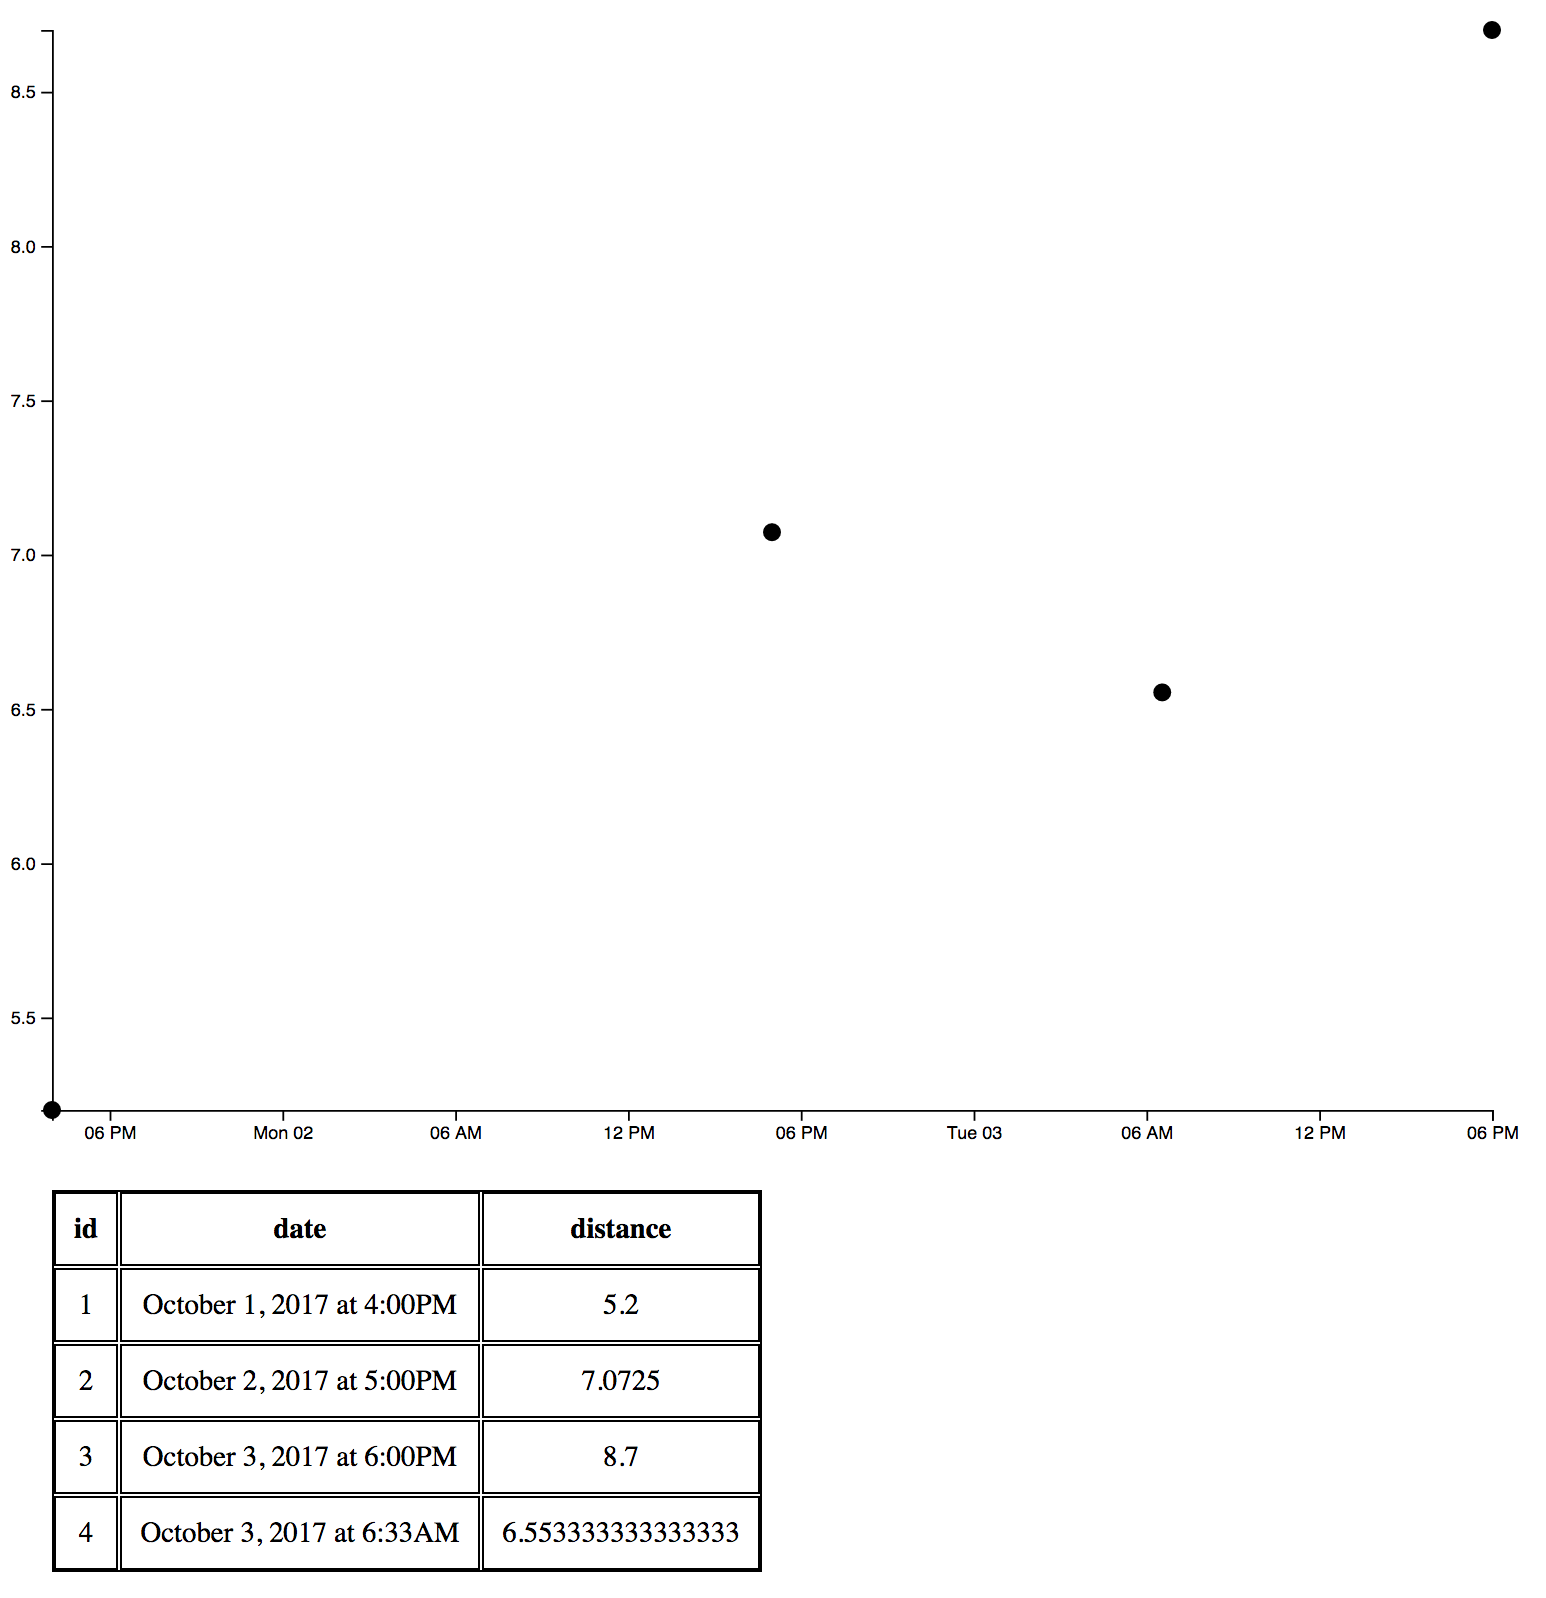 8.5
8.0
7.5
7.0
6.5
6.0
5.5
06 PM Mon 02 06 AM 12 PM 06 PM Tue 03 06 AM 12 PM 06 PM
id date distance
1 October 1, 2017 at 4:00PM 5.2
2 October 2, 2017 at 5:00PM 7.0725
3 October 3, 2017 at 6:00PM 8.7
4 October 3, 2017 at 6:33AM 6.553333333333333